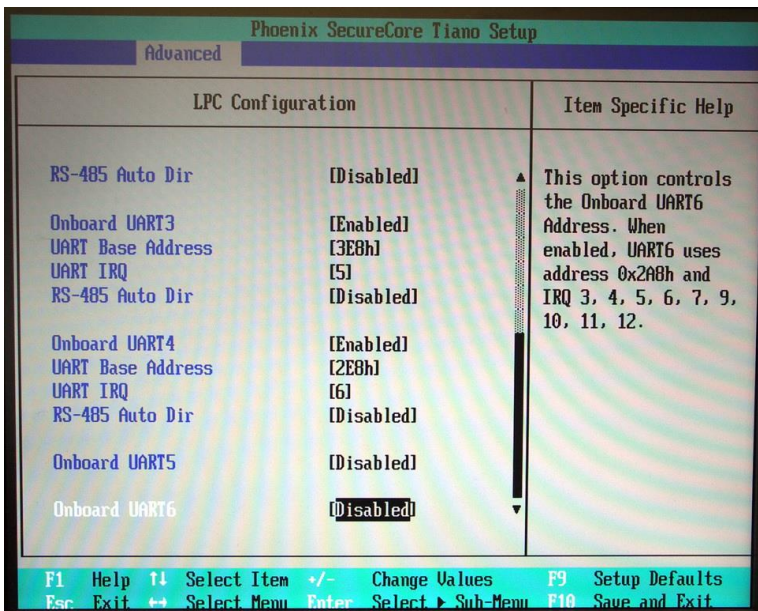 Phoenix SecureCore Tiano Setup
Advanced
LPC Configuration
Item Specific Help
RS-485 Auto Dir [Disabled]
Onboard UART3 [Enabled]
UART Base Address [3E8h]
UART IRQ [5]
RS-485 Auto Dir [Disabled]
Onboard UART4 [Enabled]
UART Base Address [2E8h]
UART IRQ [6]
RS-485 Auto Dir [Disabled]
Onboard UART5 [Disabled]
Onboard UART6 [Disabled]
This option controls
the Onboard UART6
Address. When
enabled, UART6 uses
address 0x2A8h and
IRQ 3, 4, 5, 6, 7, 9,
10, 11, 12.
F1 Help ↑↓ Select Item +/- Change Values F9 Setup Defaults
Esc Exit ↔ Select Menu Enter Select ▶ Sub-Menu F10 Save and Exit